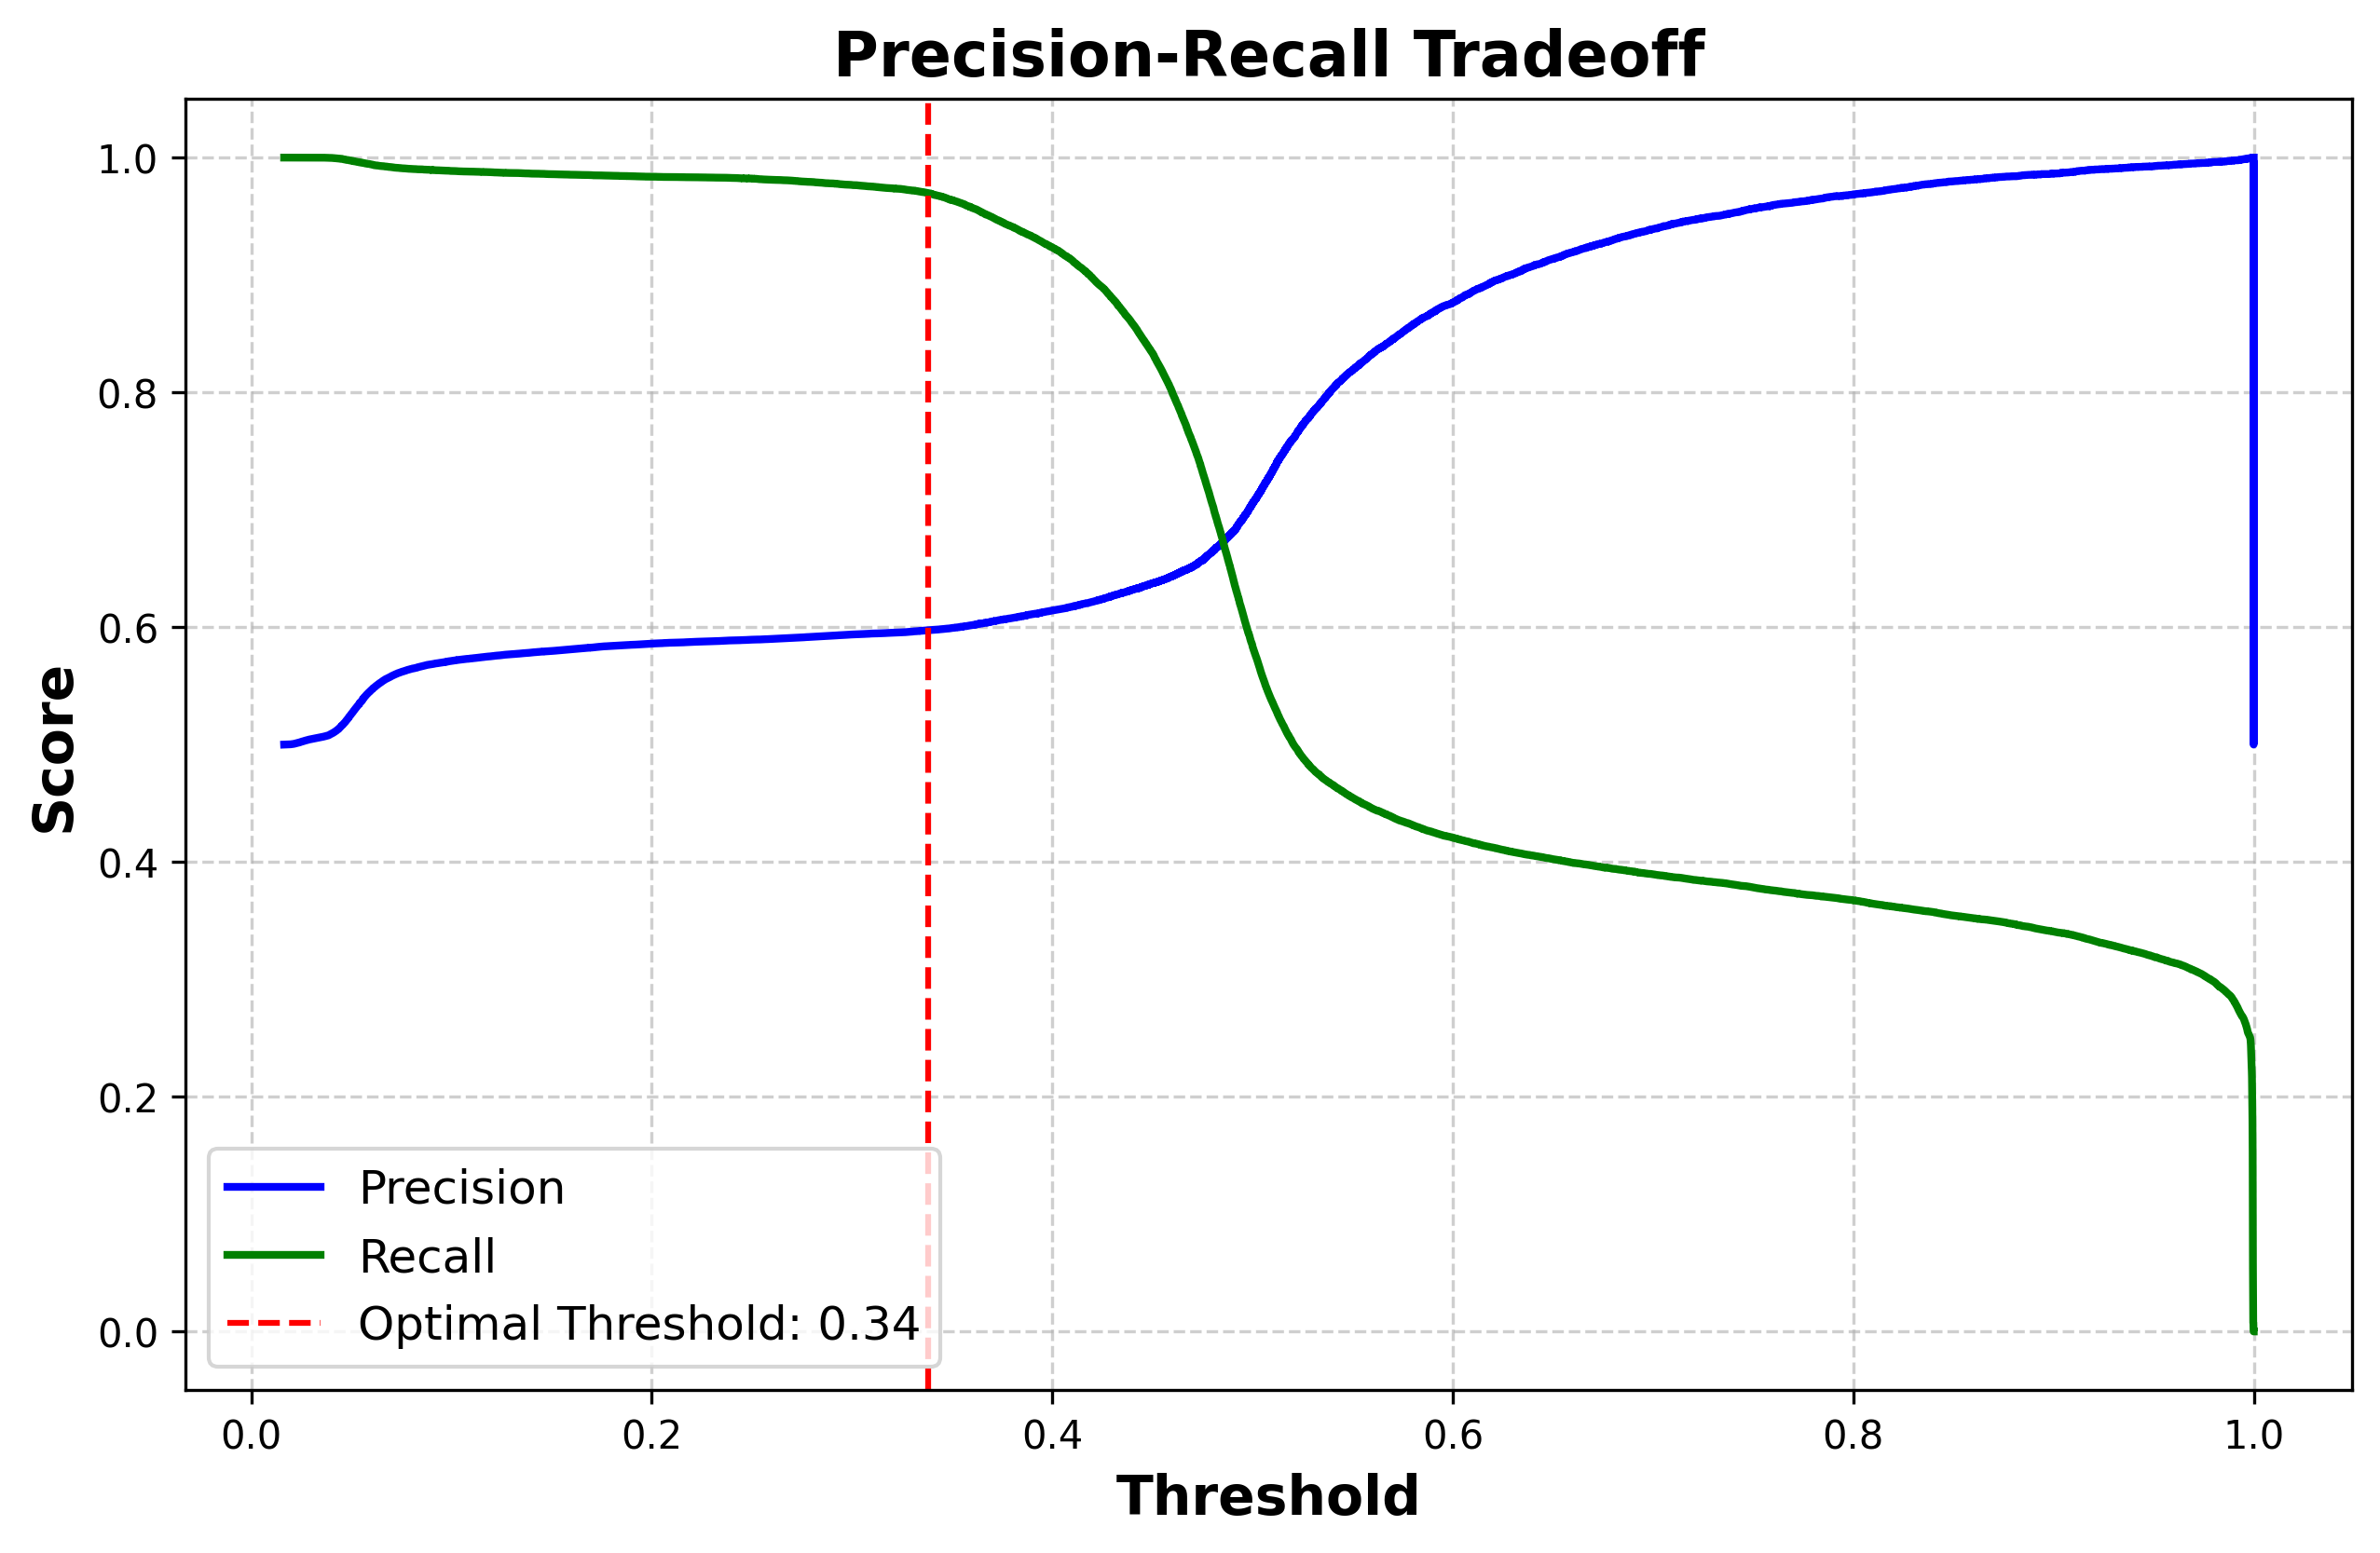 Precision-Recall Tradeoff
Score
1.0
0.8
0.6
0.4
0.2
0.0
Precision
Recall
Optimal Threshold: 0.34
0.0 0.2 0.4 0.6 0.8 1.0
Threshold